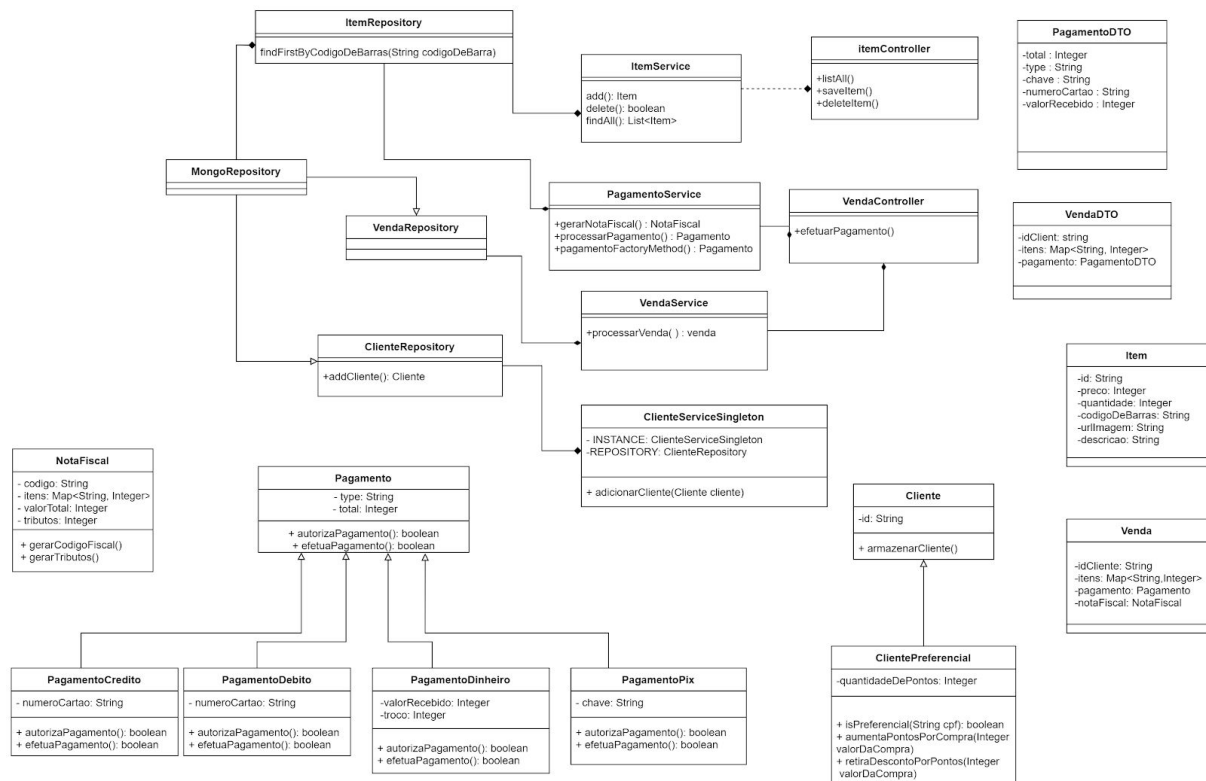 ItemRepository
findFirstByCodigoDeBarras(String codigoDeBarra)
ItemService
add(): Item
delete(): boolean
findAll(): List<Item>
itemController
+listAll()
+saveItem()
+deleteItem()
PagamentoDTO
-total : Integer
-type : String
-chave : String
-numeroCartao : String
-valorRecebido : Integer
MongoRepository
VendaRepository
PagamentoService
+gerarNotaFiscal() : NotaFiscal
+processarPagamento() : Pagamento
+pagamentoFactoryMethod() : Pagamento
VendaController
+efetuarPagamento()
VendaDTO
-idClient: string
-itens: Map<String, Integer>
-pagamento: PagamentoDTO
VendaService
+processarVenda( ) : venda
ClienteRepository
+addCliente(): Cliente
Item
-id: String
-preco: Integer
-quantidade: Integer
-codigoDeBarras: String
-urlImagem: String
-descricao: String
ClienteServiceSingleton
- INSTANCE: ClienteServiceSingleton
-REPOSITORY: ClienteRepository
+ adicionarCliente(Cliente cliente)
NotaFiscal
- codigo: String
- itens: Map<String, Integer>
- valorTotal: Integer
- tributos: Integer
+ gerarCodigoFiscal()
+ gerarTributos()
Pagamento
- type: String
- total: Integer
+ autorizaPagamento(): boolean
+ efetuaPagamento(): boolean
Cliente
-id: String
+ armazenarCliente()
Venda
-idCliente: String
-itens: Map<String,Integer>
-pagamento: Pagamento
-notaFiscal: NotaFiscal
PagamentoCredito
- numeroCartao: String
+ autorizaPagamento(): boolean
+ efetuaPagamento(): boolean
PagamentoDebito
- numeroCartao: String
+ autorizaPagamento(): boolean
+ efetuaPagamento(): boolean
PagamentoDinheiro
-valorRecebido: Integer
-troco: Integer
+ autorizaPagamento(): boolean
+ efetuaPagamento(): boolean
PagamentoPix
- chave: String
+ autorizaPagamento(): boolean
+ efetuaPagamento(): boolean
ClientePreferencial
-quantidadeDePontos: Integer
+ isPreferencial(String cpf): boolean
+ aumentaPontosPorCompra(Integer
valorDaCompra)
+ retiraDescontoPorPontos(Integer
valorDaCompra)